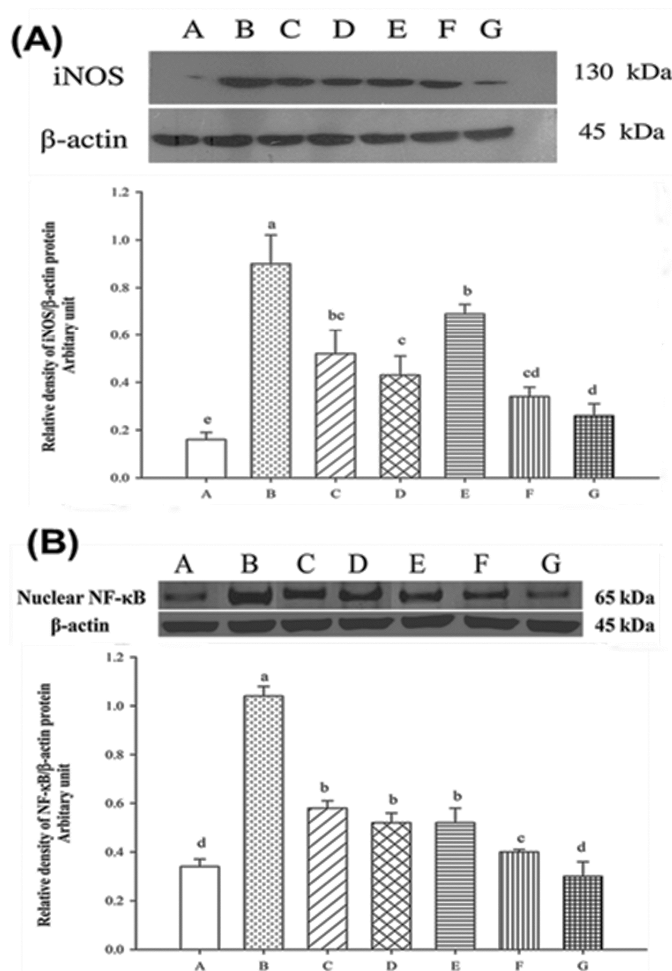 (A)
A B C D E F G
iNOS 130 kDa
β-actin 45 kDa
Relative density of iNOS/β-actin protein
Arbitary unit
1.2
1.0
0.8
0.6
0.4
0.2
0.0
a
bc
c
b
cd
d
e
A B C D E F G
(B)
A B C D E F G
Nuclear NF-κB 65 kDa
β-actin 45 kDa
Relative density of NF-κB/β-actin protein
Arbitary unit
1.2
1.0
0.8
0.6
0.4
0.2
0.0
d
a
b
b
b
c
d
A B C D E F G